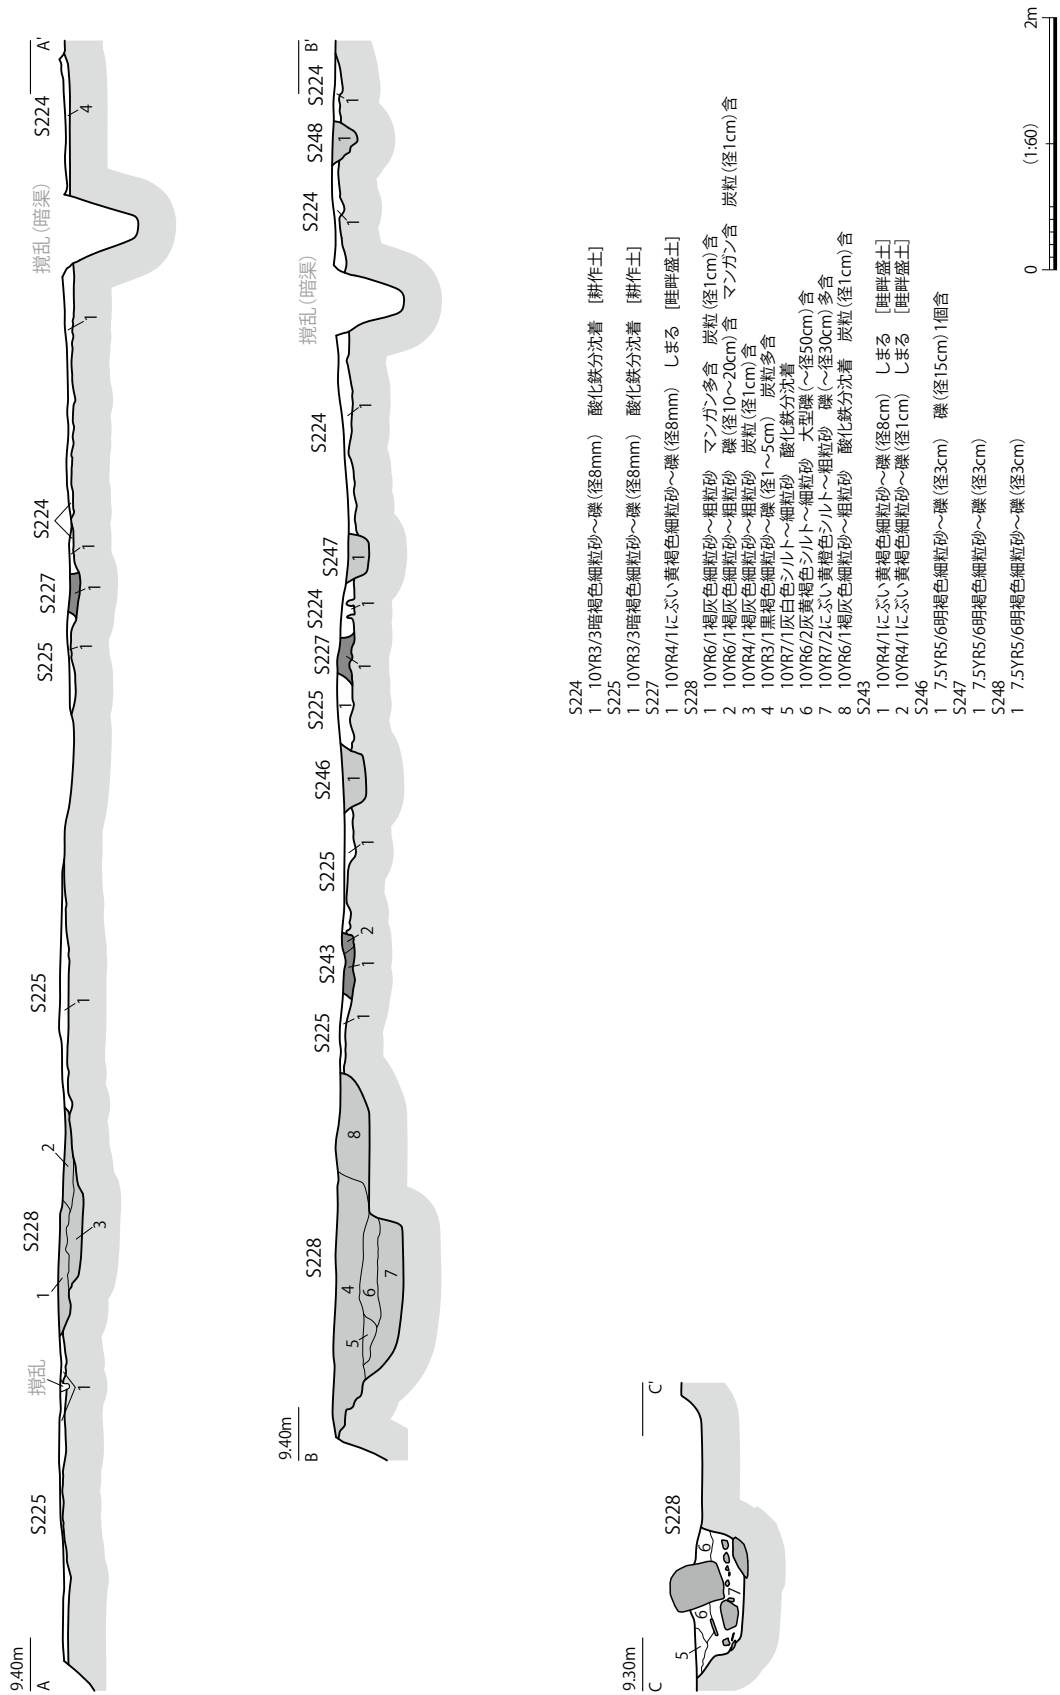 9.40m
A
A'
S225
撹乱
S228
S225
S225
S227
S224
撹乱（暗渠）
S224
1
1
2
3
1
1
1
1
1
4
9.40m
B
B'
S228
S225
S243
S225
S246
S225
S227
S224
S247
S224
撹乱（暗渠）
S224
S248
S224
4
5
6
7
8
1
1
2
1
1
1
1
1
1
1
1
1
1
9.30m
C
C'
S228
5
6
6
7
S224
1 10YR3/3暗褐色細粒砂～礫（径8mm） 酸化鉄分沈着 ［耕作土］
S225
1 10YR3/3暗褐色細粒砂～礫（径8mm） 酸化鉄分沈着 ［耕作土］
S227
1 10YR4/1にぶい黄褐色細粒砂～礫（径8mm） しまる ［畦畔盛土］
S228
1 10YR6/1褐灰色細粒砂～粗粒砂 マンガン多含 炭粒（径1cm）含
2 10YR6/1褐灰色細粒砂～粗粒砂 礫（径10～20cm）含 マンガン含 炭粒（径1cm）含
3 10YR4/1褐灰色細粒砂～粗粒砂 炭粒（径1cm）含
4 10YR3/1黒褐色細粒砂～礫（径1～5cm） 炭粒多含
5 10YR7/1灰白色シルト～細粒砂 酸化鉄分沈着
6 10YR6/2灰黄褐色シルト～細粒砂 大型礫（～径50cm）含
7 10YR7/2にぶい黄橙色シルト～粗粒砂 礫（～径30cm）多含
8 10YR6/1褐灰色細粒砂～粗粒砂 酸化鉄分沈着 炭粒（径1cm）含
S243
1 10YR4/1にぶい黄褐色細粒砂～礫（径8cm） しまる ［畦畔盛土］
2 10YR4/1にぶい黄褐色細粒砂～礫（径1cm） しまる ［畦畔盛土］
S246
1 7.5YR5/6明褐色細粒砂～礫（径3cm） 礫（径15cm）1個含
S247
1 7.5YR5/6明褐色細粒砂～礫（径3cm）
S248
1 7.5YR5/6明褐色細粒砂～礫（径3cm）
0
（1:60）
2m